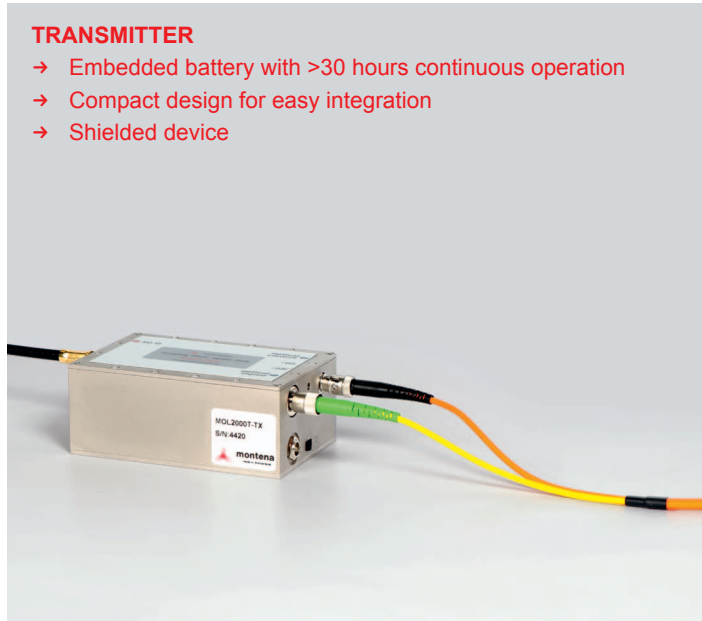 TRANSMITTER
→ Embedded battery with >30 hours continuous operation
→ Compact design for easy integration
→ Shielded device
MOL2000T-TX
S/N:4420
montena